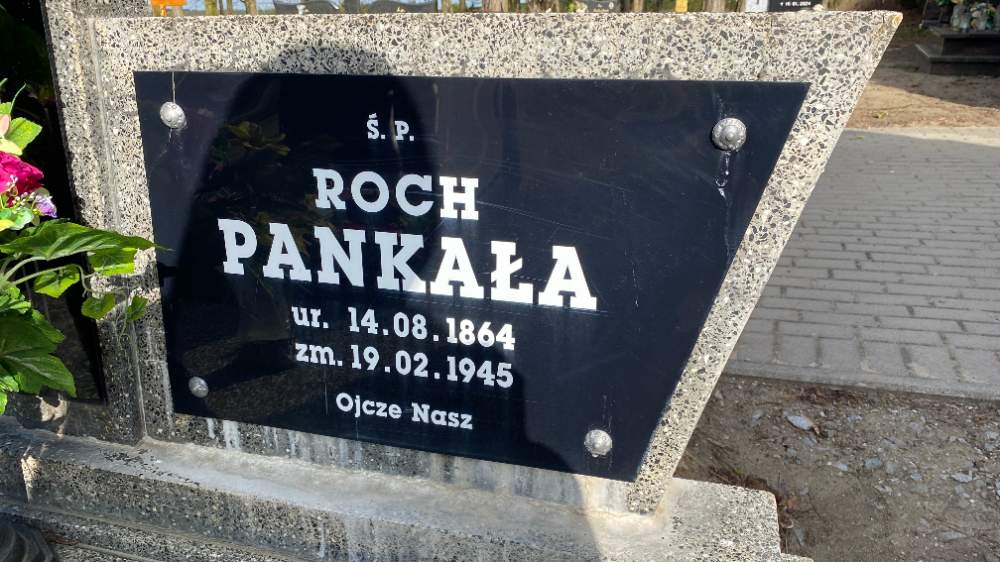 Ś. P.
ROCH
PANKAŁA
ur. 14.08.1864
zm. 19.02.1945
Ojcze Nasz